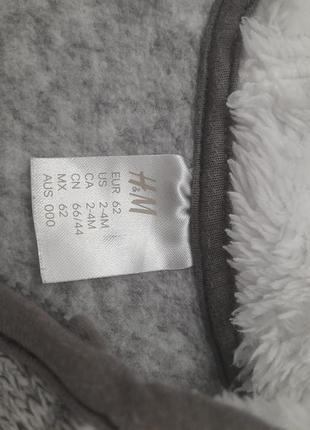 H&M
EUR 62
US 2-4M
CA 2-4M
CN 66/44
MX 62
AUS 000